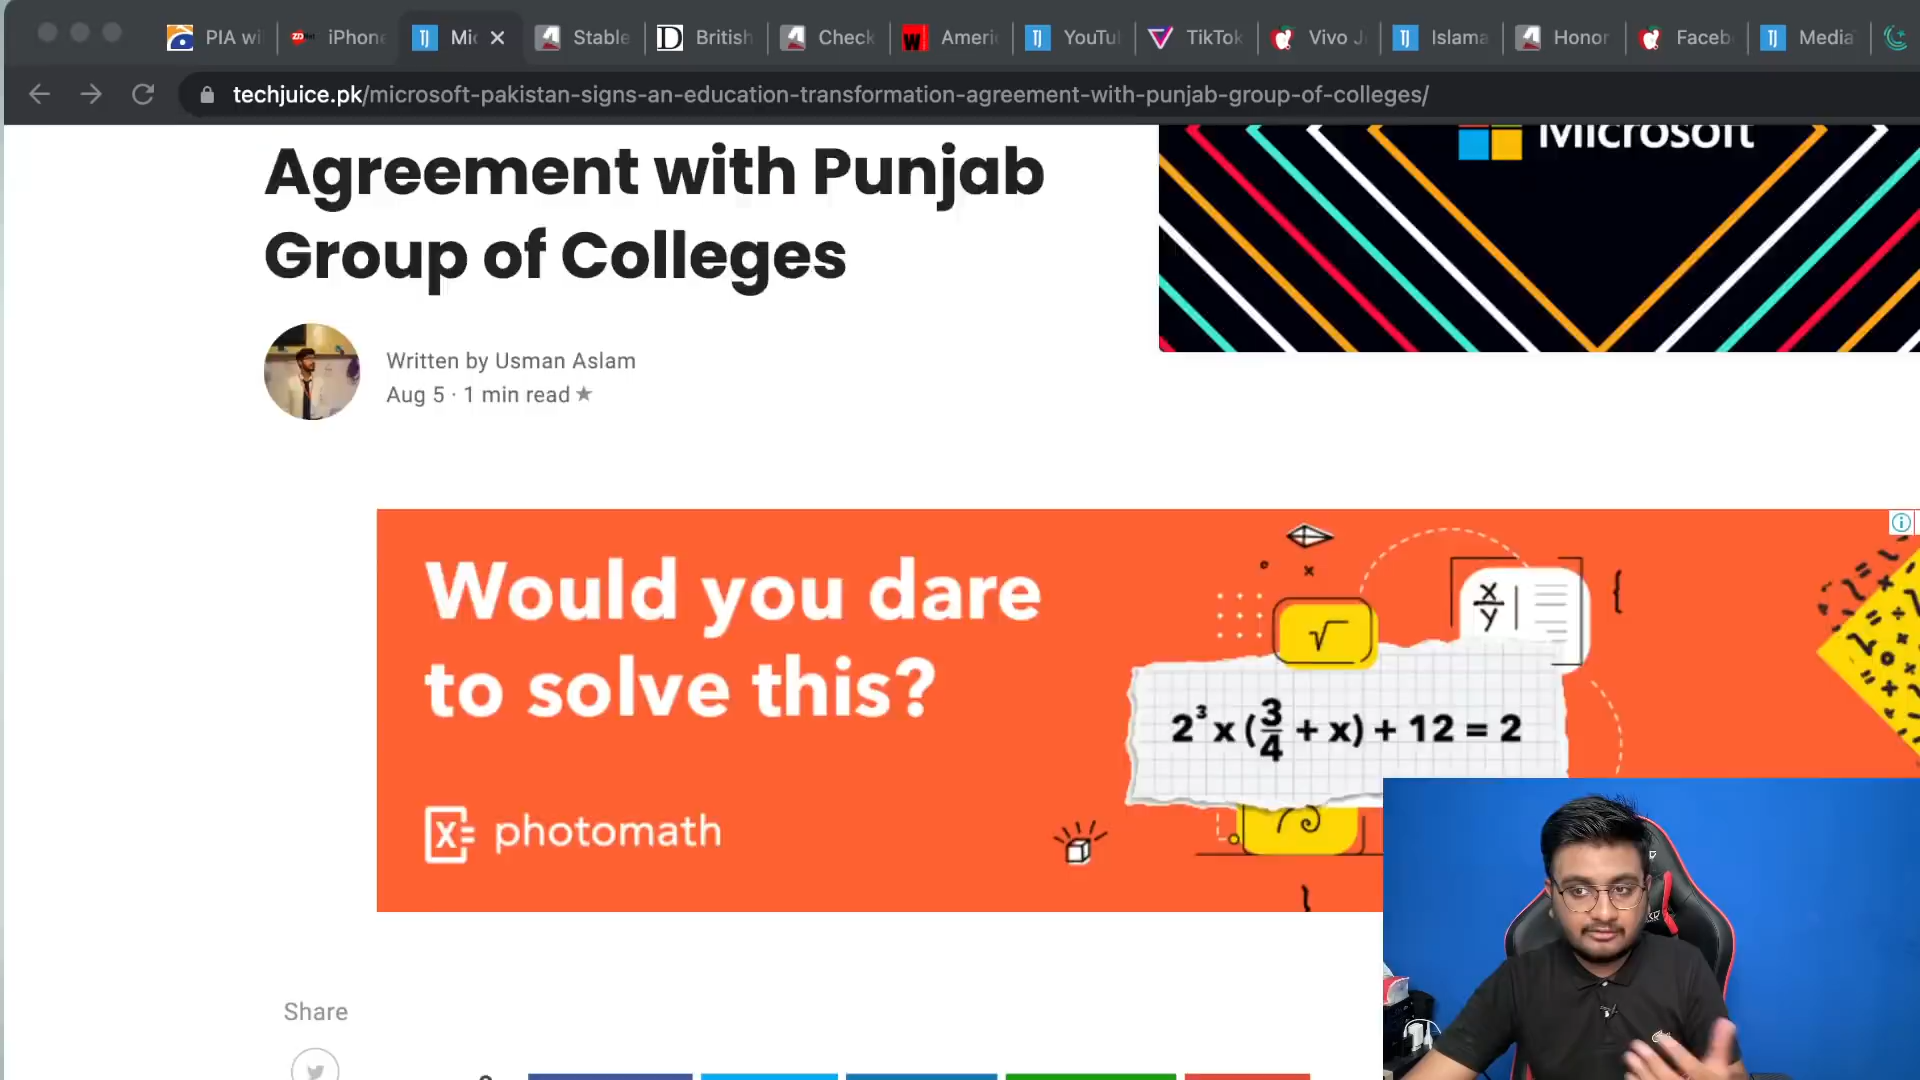 PIA wi
iPhone
Mic
Stable
British
Check
Ameri
YouTu
TikTok
Vivo J
Islama
Honor
Faceb
Media
techjuice.pk/microsoft-pakistan-signs-an-education-transformation-agreement-with-punjab-group-of-colleges/
Microsoft
Agreement with Punjab
Group of Colleges
Written by Usman Aslam
Aug 5 · 1 min read ★
Would you dare
to solve this?
√
x/y
2³ x (3/4 + x) + 12 = 2
photomath
Share